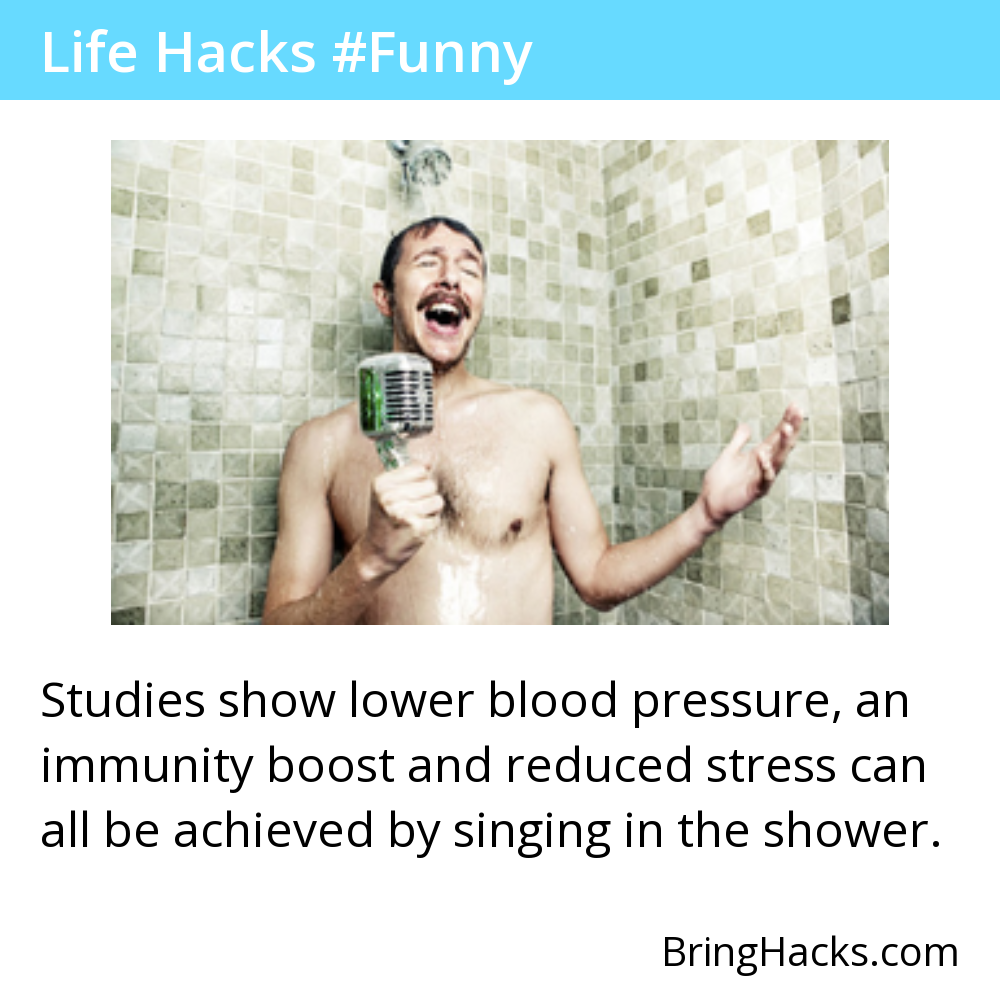 Life Hacks #Funny
Studies show lower blood pressure, an
immunity boost and reduced stress can
all be achieved by singing in the shower.
BringHacks.com